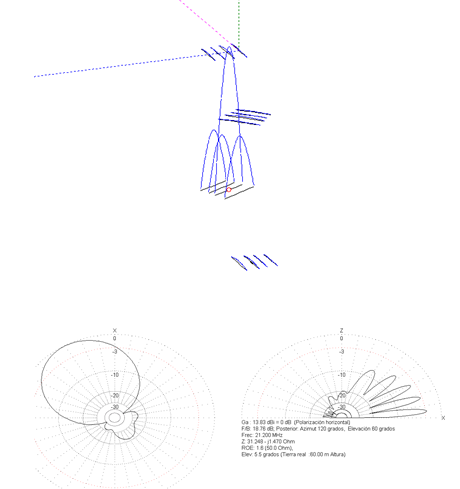 X
0
-3
-10
-20
-30
Z
0
-3
-10
-20
-30
X
Ga : 13.63 dBi = 0 dB (Polarización horizontal)
F/B: 18.76 dB; Posterior: Azimut 120 grados, Elevación 60 grados
Frec: 21.200 MHz
Z: 31.246 - j1.470 Ohm
ROE: 1.6 (50.0 Ohm),
Elev: 5.5 grados (Tierra real : 60.00 m Altura)